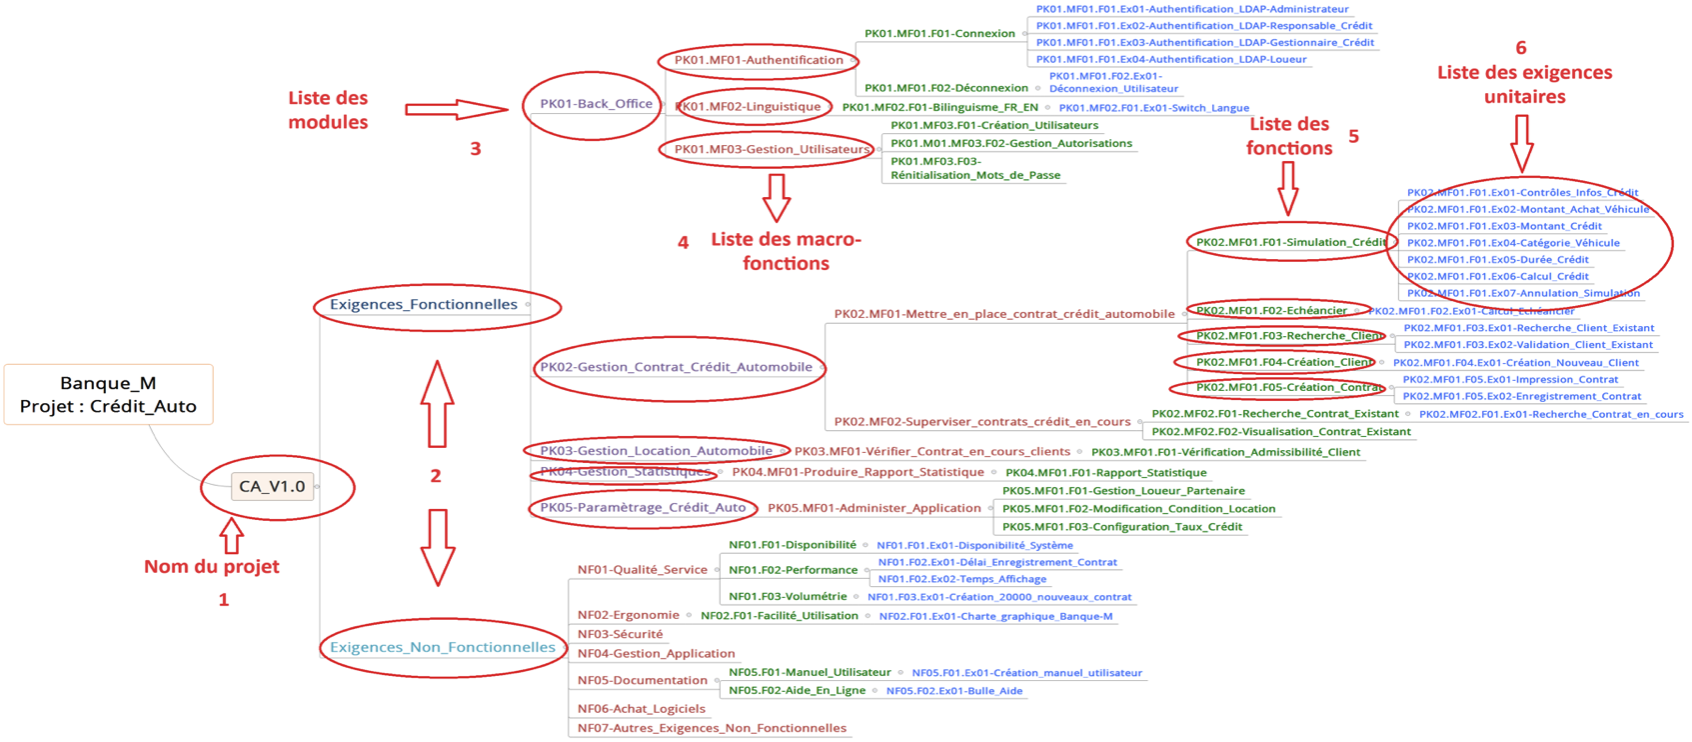 Banque_M
Projet : Crédit_Auto
CA_V1.0
Nom du projet
1
2
Exigences_Fonctionnelles
Liste des
modules
3
PK01-Back_Office
PK01.MF01-Authentification
PK01.MF01.F01-Connexion
PK01.MF01.F01.Ex01-Authentification_LDAP-Administrateur
PK01.MF01.F01.Ex02-Authentification_LDAP-Responsable_Crédit
PK01.MF01.F01.Ex03-Authentification_LDAP-Gestionnaire_Crédit
PK01.MF01.F01.Ex04-Authentification_LDAP-Loueur
PK01.MF01.F02-Déconnexion
PK01.MF01.F02.Ex01-
Déconnexion_Utilisateur
PK01.MF02-Linguistique
PK01.MF02.F01-Bilinguisme_FR_EN
PK01.MF02.F01.Ex01-Switch_Langue
PK01.MF03-Gestion_Utilisateurs
PK01.MF03.F01-Création_Utilisateurs
PK01.M01.MF03.F02-Gestion_Autorisations
PK01.MF03.F03-
Rénitialisation_Mots_de_Passe
4
Liste des macro-
fonctions
Liste des
fonctions
5
6
Liste des exigences
unitaires
PK02-Gestion_Contrat_Crédit_Automobile
PK02.MF01-Mettre_en_place_contrat_crédit_automobile
PK02.MF01.F01-Simulation_Crédit
PK02.MF01.F01.Ex01-Contrôles_Infos_Crédit
PK02.MF01.F01.Ex02-Montant_Achat_Véhicule
PK02.MF01.F01.Ex03-Montant_Crédit
PK02.MF01.F01.Ex04-Catégorie_Véhicule
PK02.MF01.F01.Ex05-Durée_Crédit
PK02.MF01.F01.Ex06-Calcul_Crédit
PK02.MF01.F01.Ex07-Annulation_Simulation
PK02.MF01.F02-Echéancier
PK02.MF01.F02.Ex01-Calcul_Echéancier
PK02.MF01.F03-Recherche_Client
PK02.MF01.F03.Ex01-Recherche_Client_Existant
PK02.MF01.F03.Ex02-Validation_Client_Existant
PK02.MF01.F04-Création_Client
PK02.MF01.F04.Ex01-Création_Nouveau_Client
PK02.MF01.F05-Création_Contrat
PK02.MF01.F05.Ex01-Impression_Contrat
PK02.MF01.F05.Ex02-Enregistrement_Contrat
PK02.MF02-Superviser_contrats_crédit_en_cours
PK02.MF02.F01-Recherche_Contrat_Existant
PK02.MF02.F01.Ex01-Recherche_Contrat_en_cours
PK02.MF02.F02-Visualisation_Contrat_Existant
PK03-Gestion_Location_Automobile
PK03.MF01-Vérifier_Contrat_en_cours_clients
PK03.MF01.F01-Vérification_Admissibilité_Client
PK04-Gestion_Statistiques
PK04.MF01-Produire_Rapport_Statistique
PK04.MF01.F01-Rapport_Statistique
PK05-Paramètrage_Crédit_Auto
PK05.MF01-Administer_Application
PK05.MF01.F01-Gestion_Loueur_Partenaire
PK05.MF01.F02-Modification_Condition_Location
PK05.MF01.F03-Configuration_Taux_Crédit
Exigences_Non_Fonctionnelles
NF01-Qualité_Service
NF01.F01-Disponibilité
NF01.F01.Ex01-Disponibilité_Système
NF01.F02-Performance
NF01.F02.Ex01-Délai_Enregistrement_Contrat
NF01.F02.Ex02-Temps_Affichage
NF01.F03-Volumétrie
NF01.F03.Ex01-Création_20000_nouveaux_contrat
NF02-Ergonomie
NF02.F01-Facilité_Utilisation
NF02.F01.Ex01-Charte_graphique_Banque-M
NF03-Sécurité
NF04-Gestion_Application
NF05-Documentation
NF05.F01-Manuel_Utilisateur
NF05.F01.Ex01-Création_manuel_utilisateur
NF05.F02-Aide_En_Ligne
NF05.F02.Ex01-Bulle_Aide
NF06-Achat_Logiciels
NF07-Autres_Exigences_Non_Fonctionnelles